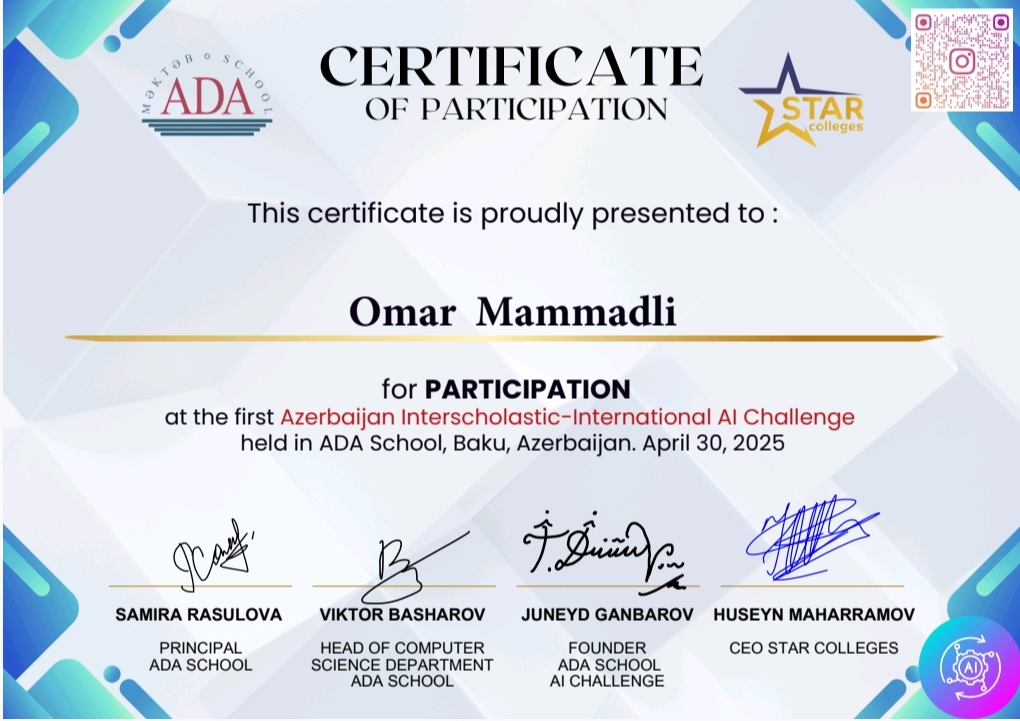 MƏKTƏB SCHOOL
ADA
CERTIFICATE
OF PARTICIPATION
STAR
colleges
This certificate is proudly presented to :
Omar Mammadli
for PARTICIPATION
at the first Azerbaijan Interscholastic-International AI Challenge
held in ADA School, Baku, Azerbaijan. April 30, 2025
SAMIRA RASULOVA
PRINCIPAL
ADA SCHOOL
VIKTOR BASHAROV
HEAD OF COMPUTER
SCIENCE DEPARTMENT
ADA SCHOOL
JUNEYD GANBAROV
FOUNDER
ADA SCHOOL
AI CHALLENGE
HUSEYN MAHARRAMOV
CEO STAR COLLEGES
AI